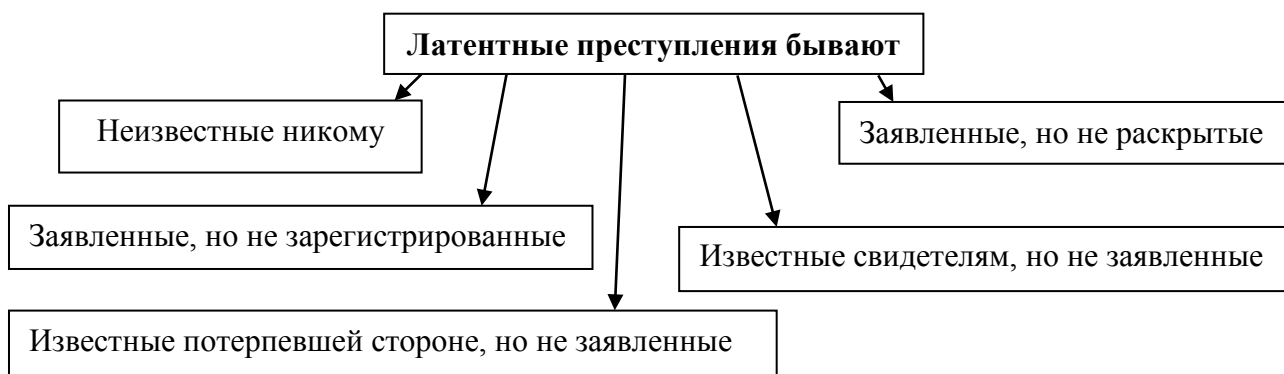 Латентные преступления бывают
Неизвестные никому
Заявленные, но не раскрытые
Заявленные, но не зарегистрированные
Известные свидетелям, но не заявленные
Известные потерпевшей стороне, но не заявленные